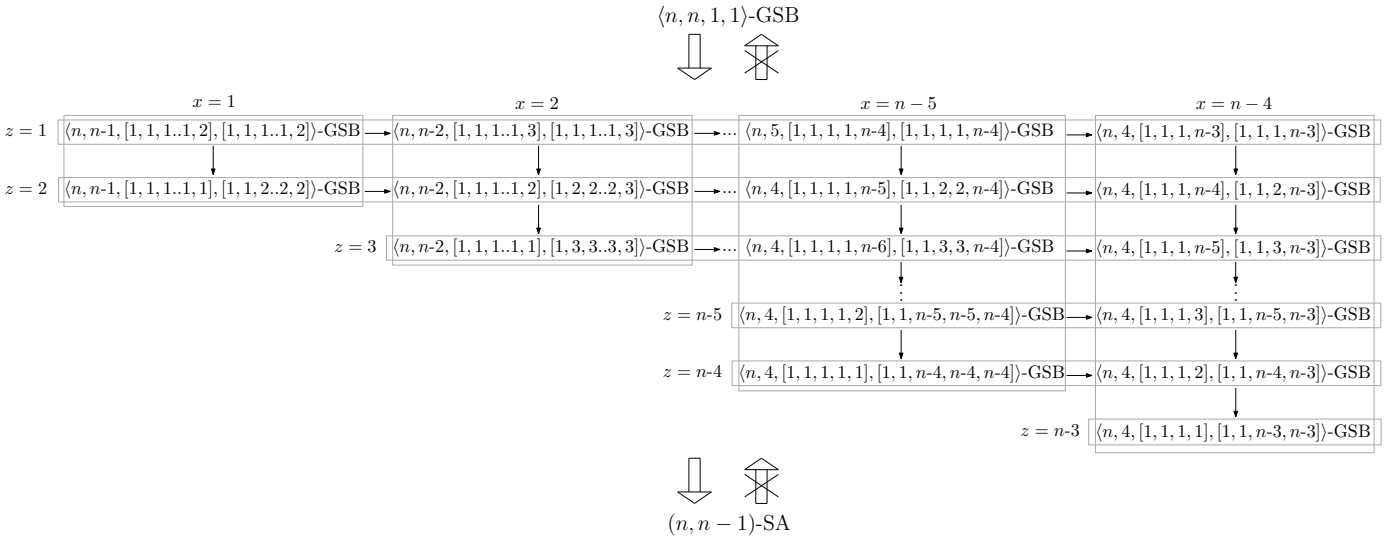 ⟨n, n, 1, 1⟩-GSB
x = 1 x = 2 x = n − 5 x = n − 4
z = 1 ⟨n, n-1, [1, 1, 1..1, 2], [1, 1, 1..1, 2]⟩-GSB ⟨n, n-2, [1, 1, 1..1, 3], [1, 1, 1..1, 3]⟩-GSB ... ⟨n, 5, [1, 1, 1, 1, n-4], [1, 1, 1, 1, n-4]⟩-GSB ⟨n, 4, [1, 1, 1, n-3], [1, 1, 1, n-3]⟩-GSB
z = 2 ⟨n, n-1, [1, 1, 1..1, 1], [1, 1, 2..2, 2]⟩-GSB ⟨n, n-2, [1, 1, 1..1, 2], [1, 2, 2..2, 3]⟩-GSB ... ⟨n, 4, [1, 1, 1, 1, n-5], [1, 1, 2, 2, n-4]⟩-GSB ⟨n, 4, [1, 1, 1, n-4], [1, 1, 2, n-3]⟩-GSB
z = 3 ⟨n, n-2, [1, 1, 1..1, 1], [1, 3, 3..3, 3]⟩-GSB ... ⟨n, 4, [1, 1, 1, 1, n-6], [1, 1, 3, 3, n-4]⟩-GSB ⟨n, 4, [1, 1, 1, n-5], [1, 1, 3, n-3]⟩-GSB
⋮ ⋮
z = n-5 ⟨n, 4, [1, 1, 1, 1, 2], [1, 1, n-5, n-5, n-4]⟩-GSB ⟨n, 4, [1, 1, 1, 3], [1, 1, n-5, n-3]⟩-GSB
z = n-4 ⟨n, 4, [1, 1, 1, 1, 1], [1, 1, n-4, n-4, n-4]⟩-GSB ⟨n, 4, [1, 1, 1, 2], [1, 1, n-4, n-3]⟩-GSB
z = n-3 ⟨n, 4, [1, 1, 1, 1], [1, 1, n-3, n-3]⟩-GSB
(n, n − 1)-SA